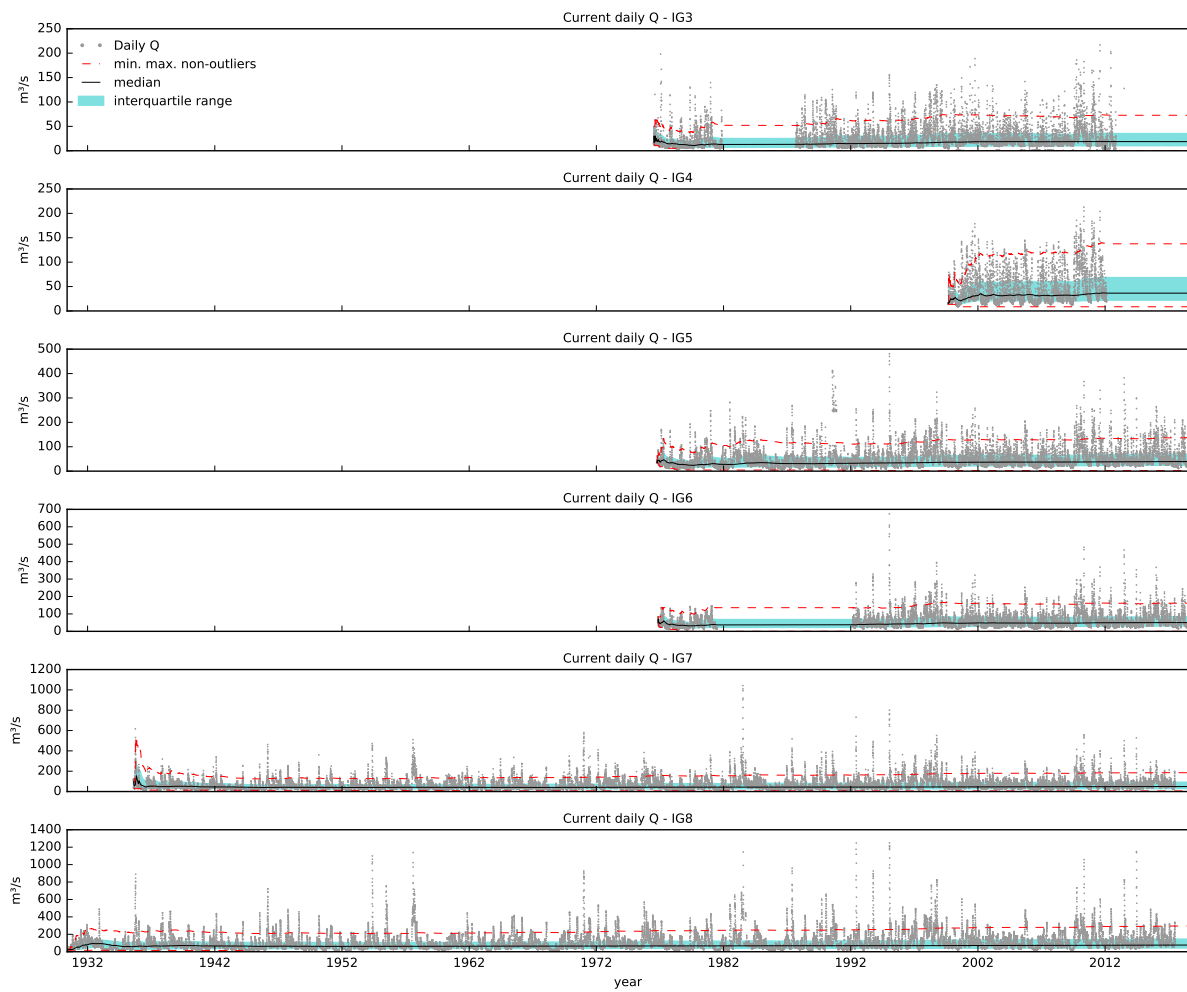 Current daily Q - IG3
250
200
150
100
50
0
m³/s
Daily Q
min. max. non-outliers
median
interquartile range
Current daily Q - IG4
250
200
150
100
50
0
m³/s
Current daily Q - IG5
500
400
300
200
100
0
m³/s
Current daily Q - IG6
700
600
500
400
300
200
100
0
m³/s
Current daily Q - IG7
1200
1000
800
600
400
200
0
m³/s
Current daily Q - IG8
1400
1200
1000
800
600
400
200
0
m³/s
1932 1942 1952 1962 1972 1982 1992 2002 2012
year